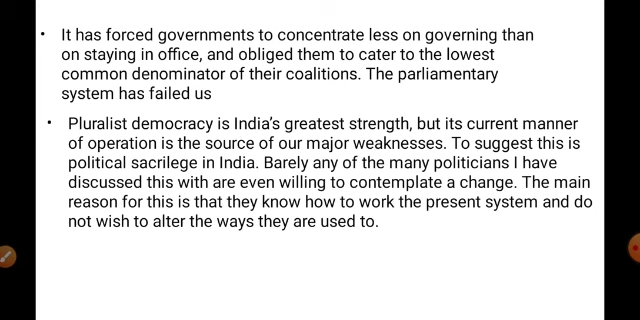 • It has forced governments to concentrate less on governing than
on staying in office, and obliged them to cater to the lowest
common denominator of their coalitions. The parliamentary
system has failed us
• Pluralist democracy is India's greatest strength, but its current manner
of operation is the source of our major weaknesses. To suggest this is
political sacrilege in India. Barely any of the many politicians I have
discussed this with are even willing to contemplate a change. The main
reason for this is that they know how to work the present system and do
not wish to alter the ways they are used to.